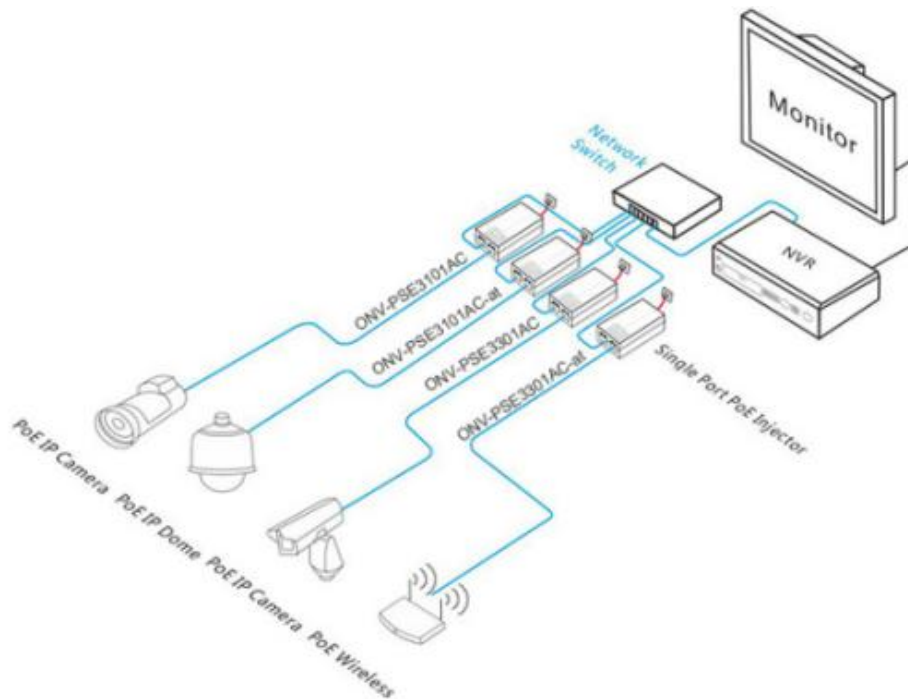 Monitor
Network
Switch
NVR
ONV-PSE3101AC
ONV-PSE3101AC-at
ONV-PSE3301AC
ONV-PSE3301AC-at
Single Port PoE Injector
PoE IP Camera PoE IP Dome PoE IP Camera PoE Wireless